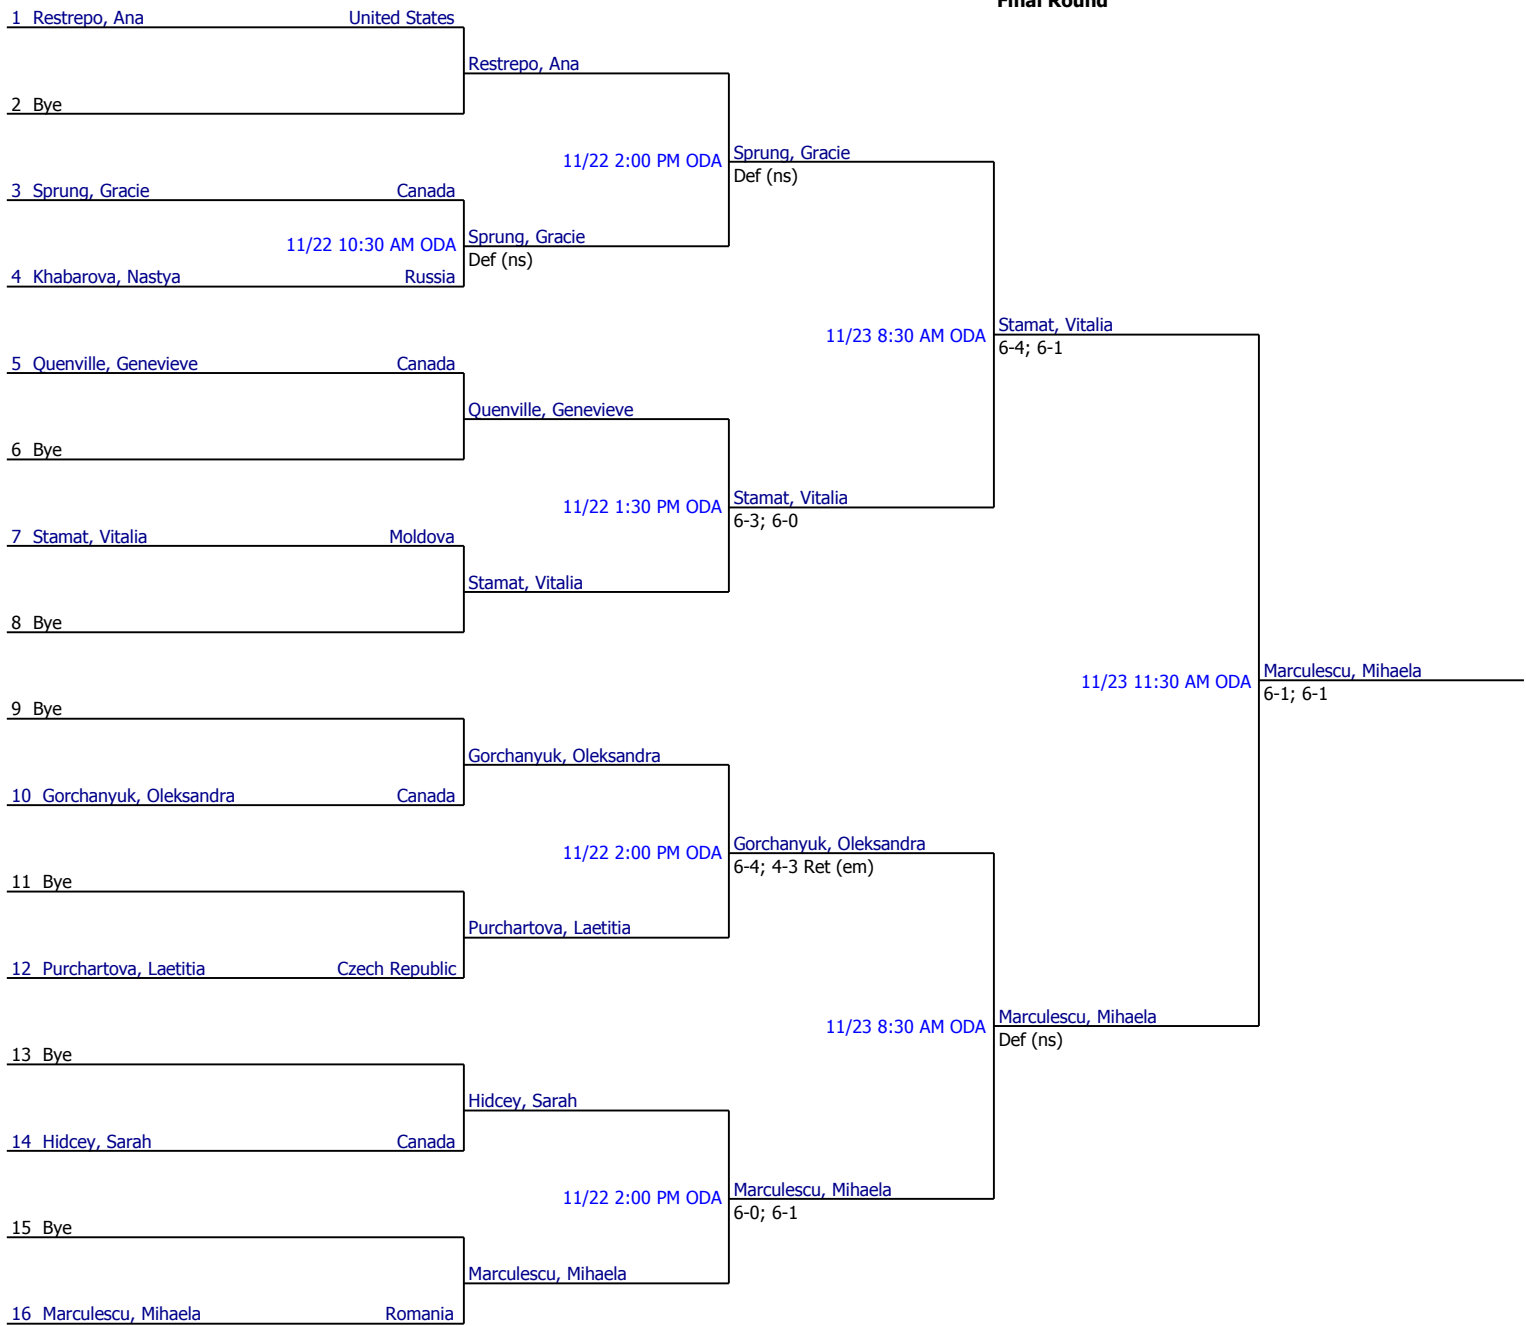 Final Round
1 Restrepo, Ana United States
Restrepo, Ana
2 Bye
11/22 2:00 PM ODA Sprung, Gracie
Def (ns)
3 Sprung, Gracie Canada
11/22 10:30 AM ODA Sprung, Gracie
Def (ns)
4 Khabarova, Nastya Russia
11/23 8:30 AM ODA Stamat, Vitalia
6-4; 6-1
5 Quenville, Genevieve Canada
Quenville, Genevieve
6 Bye
11/22 1:30 PM ODA Stamat, Vitalia
6-3; 6-0
7 Stamat, Vitalia Moldova
Stamat, Vitalia
8 Bye
11/23 11:30 AM ODA Marculescu, Mihaela
6-1; 6-1
9 Bye
Gorchanyuk, Oleksandra
10 Gorchanyuk, Oleksandra Canada
11/22 2:00 PM ODA Gorchanyuk, Oleksandra
6-4; 4-3 Ret (em)
11 Bye
Purchartova, Laetitia
12 Purchartova, Laetitia Czech Republic
11/23 8:30 AM ODA Marculescu, Mihaela
Def (ns)
13 Bye
Hidcey, Sarah
14 Hidcey, Sarah Canada
11/22 2:00 PM ODA Marculescu, Mihaela
6-0; 6-1
15 Bye
Marculescu, Mihaela
16 Marculescu, Mihaela Romania